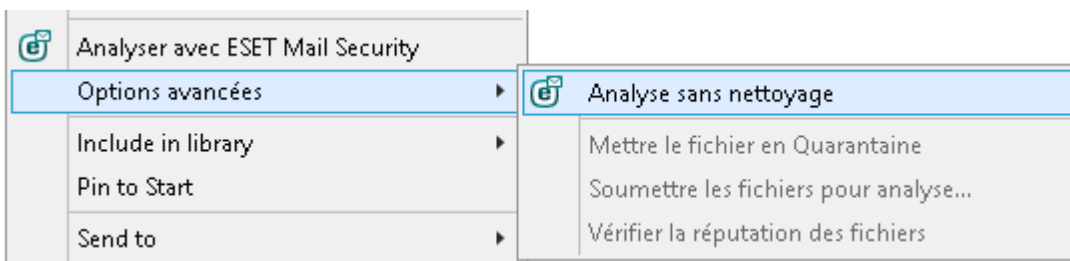 Analyser avec ESET Mail Security
Options avancées
Analyse sans nettoyage
Include in library
Mettre le fichier en Quarantaine
Pin to Start
Soumettre les fichiers pour analyse...
Send to
Vérifier la réputation des fichiers